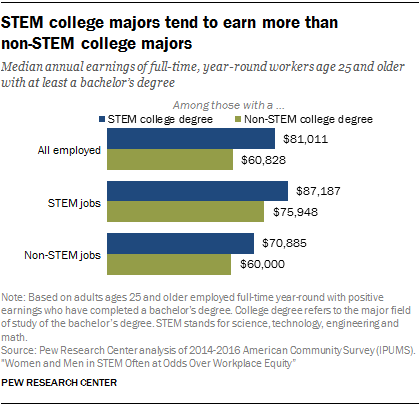 STEM college majors tend to earn more than
non-STEM college majors
Median annual earnings of full-time, year-round workers age 25 and older
with at least a bachelor's degree
Among those with a ...
STEM college degree Non-STEM college degree
All employed $81,011
$60,828
STEM jobs $87,187
$75,948
Non-STEM jobs $70,885
$60,000
Note: Based on adults ages 25 and older employed full-time year-round with positive
earnings who have completed a bachelor's degree. College degree refers to the major field
of study of the bachelor's degree. STEM stands for science, technology, engineering and
math.
Source: Pew Research Center analysis of 2014-2016 American Community Survey (IPUMS).
"Women and Men in STEM Often at Odds Over Workplace Equity"
PEW RESEARCH CENTER